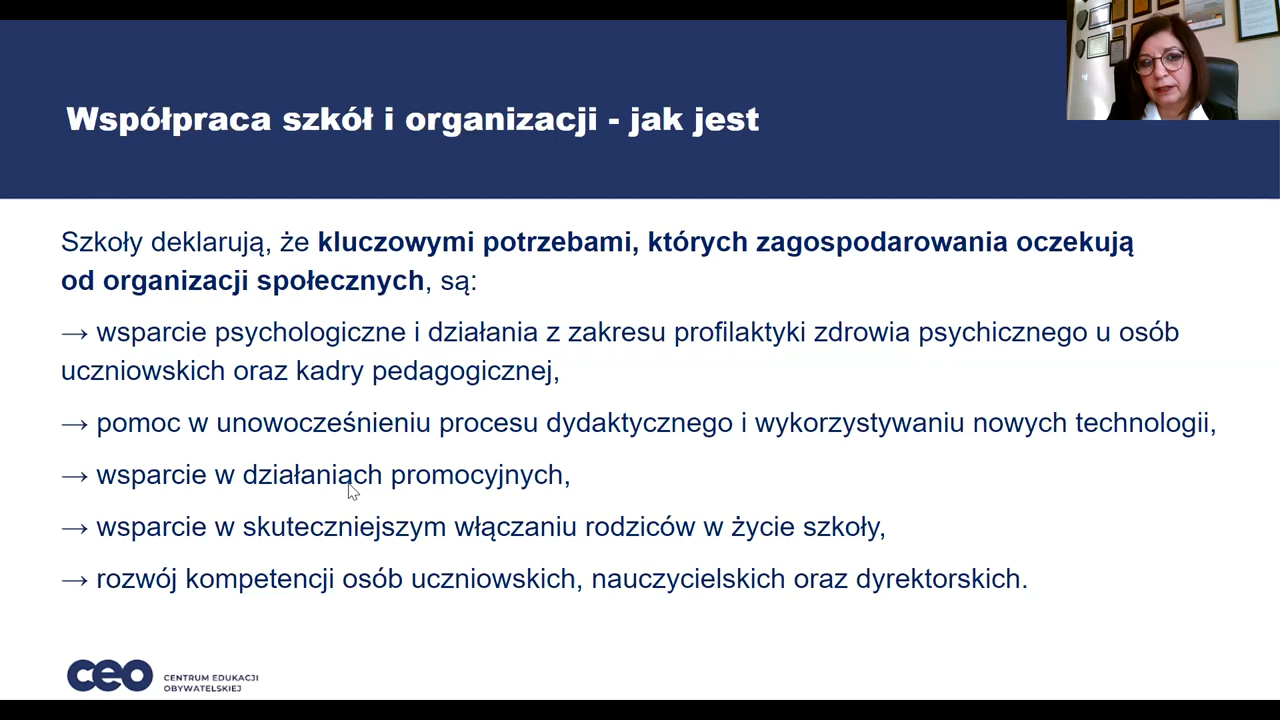 Współpraca szkół i organizacji - jak jest
Szkoły deklarują, że kluczowymi potrzebami, których zagospodarowania oczekują
od organizacji społecznych, są:
→ wsparcie psychologiczne i działania z zakresu profilaktyki zdrowia psychicznego u osób
uczniowskich oraz kadry pedagogicznej,
→ pomoc w unowocześnieniu procesu dydaktycznego i wykorzystywaniu nowych technologii,
→ wsparcie w działaniach promocyjnych,
→ wsparcie w skuteczniejszym włączaniu rodziców w życie szkoły,
→ rozwój kompetencji osób uczniowskich, nauczycielskich oraz dyrektorskich.
ceo CENTRUM EDUKACJI
OBYWATELSKIEJ